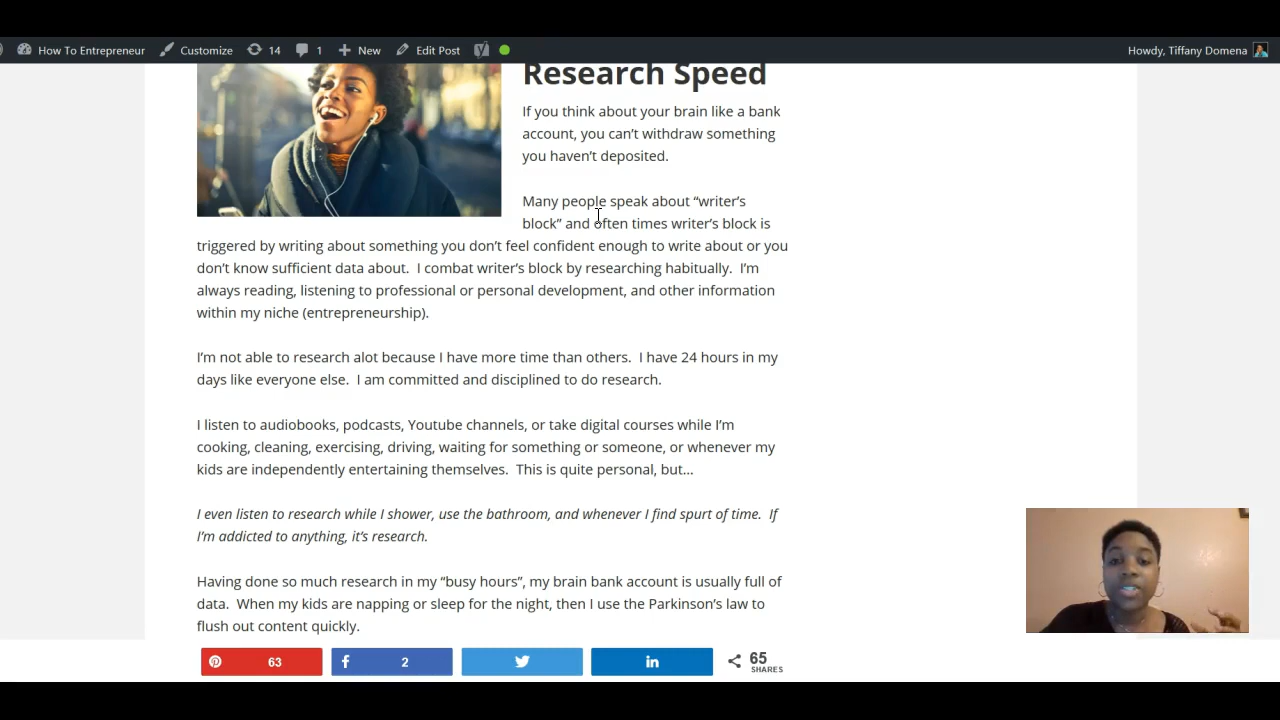 How To Entrepreneur Customize 14 1 New Edit Post Howdy, Tiffany Domena
Research Speed
If you think about your brain like a bank
account, you can’t withdraw something
you haven’t deposited.
Many people speak about “writer’s
block” and often times writer’s block is
triggered by writing about something you don’t feel confident enough to write about or you
don’t know sufficient data about. I combat writer’s block by researching habitually. I’m
always reading, listening to professional or personal development, and other information
within my niche (entrepreneurship).
I’m not able to research alot because I have more time than others. I have 24 hours in my
days like everyone else. I am committed and disciplined to do research.
I listen to audiobooks, podcasts, Youtube channels, or take digital courses while I’m
cooking, cleaning, exercising, driving, waiting for something or someone, or whenever my
kids are independently entertaining themselves. This is quite personal, but…
I even listen to research while I shower, use the bathroom, and whenever I find spurt of time. If
I’m addicted to anything, it’s research.
Having done so much research in my “busy hours”, my brain bank account is usually full of
data. When my kids are napping or sleep for the night, then I use the Parkinson’s law to
flush out content quickly.
63 2 65
SHARES